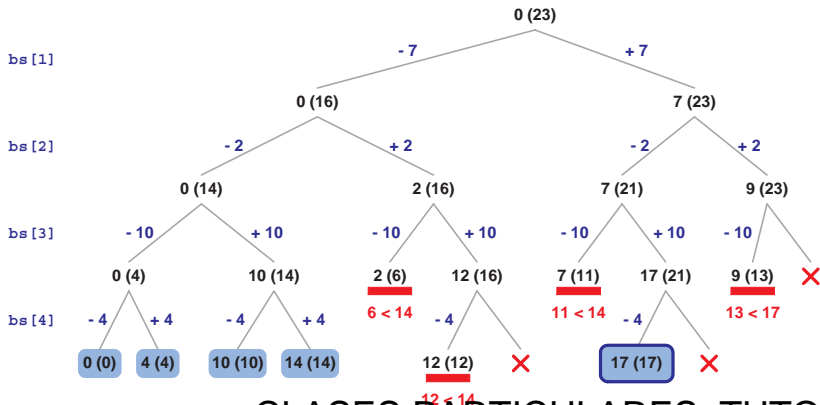 0 (23)
bs[1] - 7 + 7
0 (16) 7 (23)
bs[2] - 2 + 2 - 2 + 2
0 (14) 2 (16) 7 (21) 9 (23)
bs[3] - 10 + 10 - 10 + 10 - 10 + 10 - 10
0 (4) 10 (14) 2 (6) 12 (16) 7 (11) 17 (21) 9 (13)
6 < 14 11 < 14 13 < 17
bs[4] - 4 + 4 - 4 + 4 - 4 - 4
0 (0) 4 (4) 10 (10) 14 (14) 12 (12) 17 (17)
12 < 14